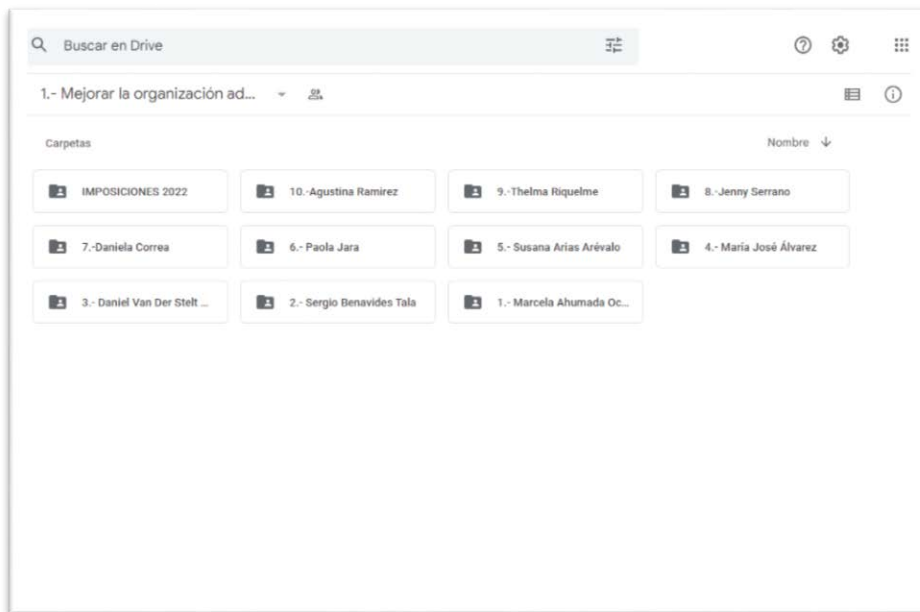 Buscar en Drive
1.- Mejorar la organización ad...
Carpetas
Nombre
IMPOSICIONES 2022
10.-Agustina Ramirez
9.-Thelma Riquelme
8.-Jenny Serrano
7.-Daniela Correa
6.- Paola Jara
5.- Susana Arias Arévalo
4.- María José Álvarez
3.- Daniel Van Der Stelt ...
2.- Sergio Benavides Tala
1.- Marcela Ahumada Oc...